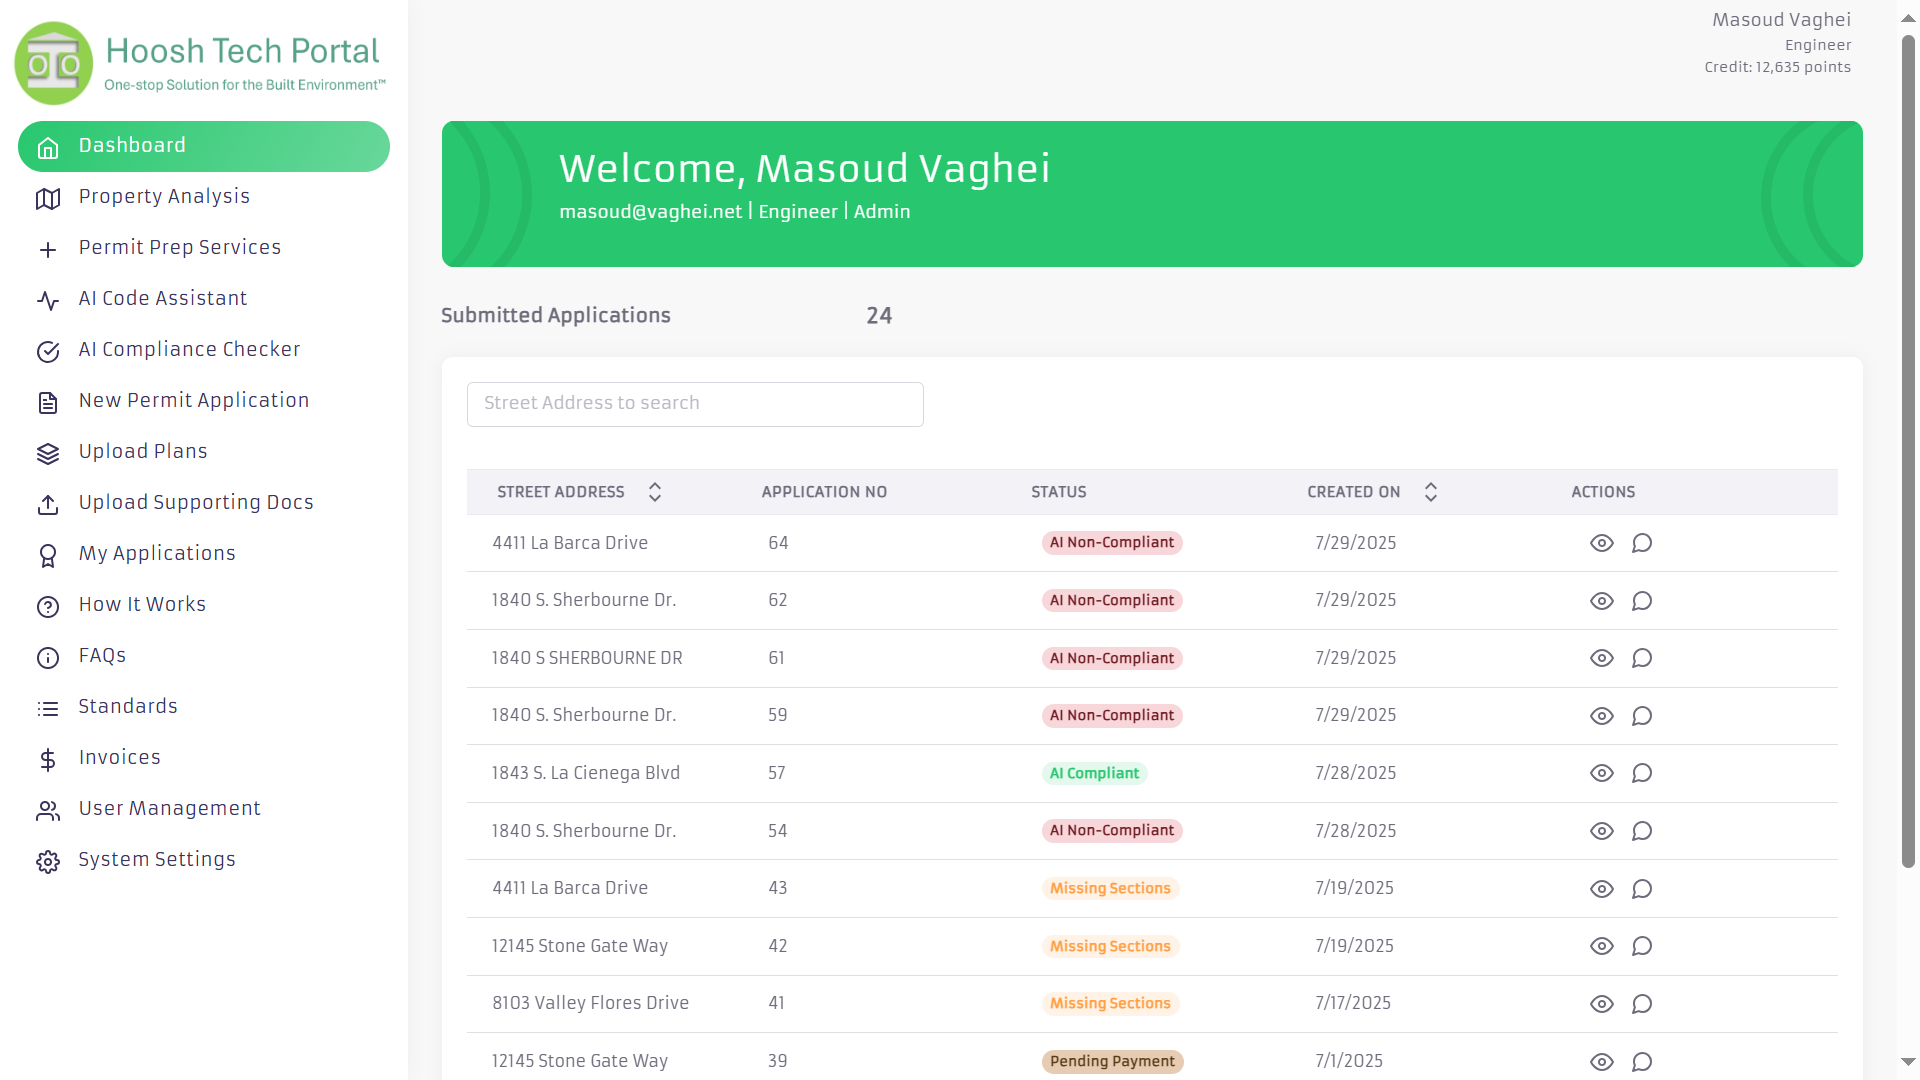 Hoosh Tech Portal
One-stop Solution for the Built Environment™
Dashboard
Property Analysis
Permit Prep Services
AI Code Assistant
AI Compliance Checker
New Permit Application
Upload Plans
Upload Supporting Docs
My Applications
How It Works
FAQs
Standards
Invoices
User Management
System Settings
Masoud Vaghei
Engineer
Credit: 12,635 points
Welcome, Masoud Vaghei
masoud@vaghei.net | Engineer | Admin
Submitted Applications 24
Street Address to search
STREET ADDRESS APPLICATION NO STATUS CREATED ON ACTIONS
4411 La Barca Drive 64 AI Non-Compliant 7/29/2025
1840 S. Sherbourne Dr. 62 AI Non-Compliant 7/29/2025
1840 S SHERBOURNE DR 61 AI Non-Compliant 7/29/2025
1840 S. Sherbourne Dr. 59 AI Non-Compliant 7/29/2025
1843 S. La Cienega Blvd 57 AI Compliant 7/28/2025
1840 S. Sherbourne Dr. 54 AI Non-Compliant 7/28/2025
4411 La Barca Drive 43 Missing Sections 7/19/2025
12145 Stone Gate Way 42 Missing Sections 7/19/2025
8103 Valley Flores Drive 41 Missing Sections 7/17/2025
12145 Stone Gate Way 39 Pending Payment 7/1/2025